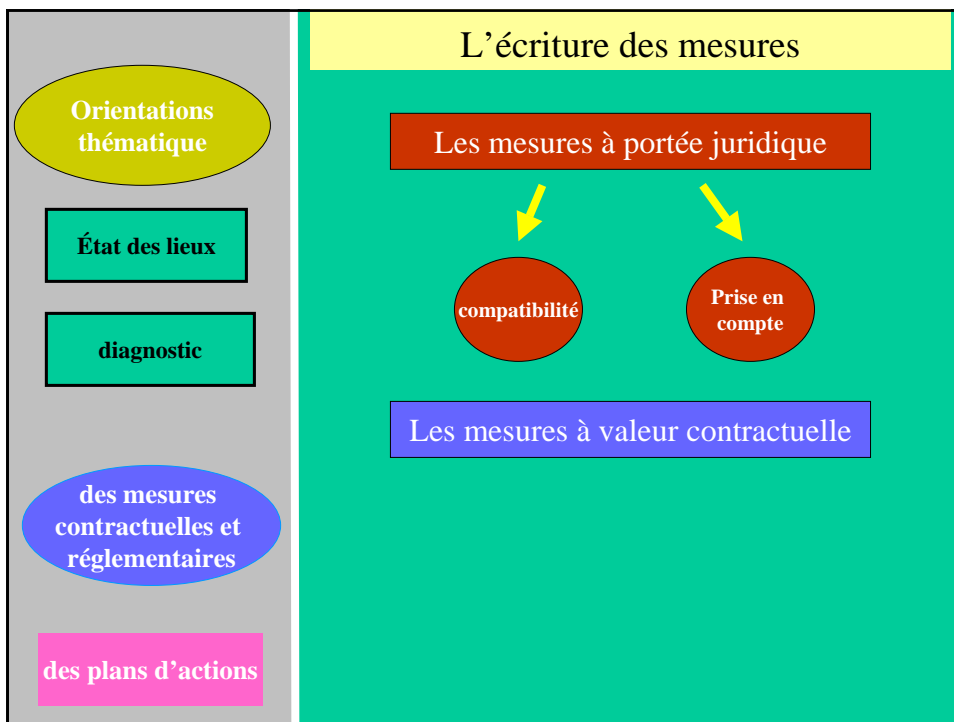 L'écriture des mesures
Orientations
thématique
État des lieux
diagnostic
des mesures
contractuelles et
réglementaires
des plans d'actions
Les mesures à portée juridique
compatibilité
Prise en
compte
Les mesures à valeur contractuelle